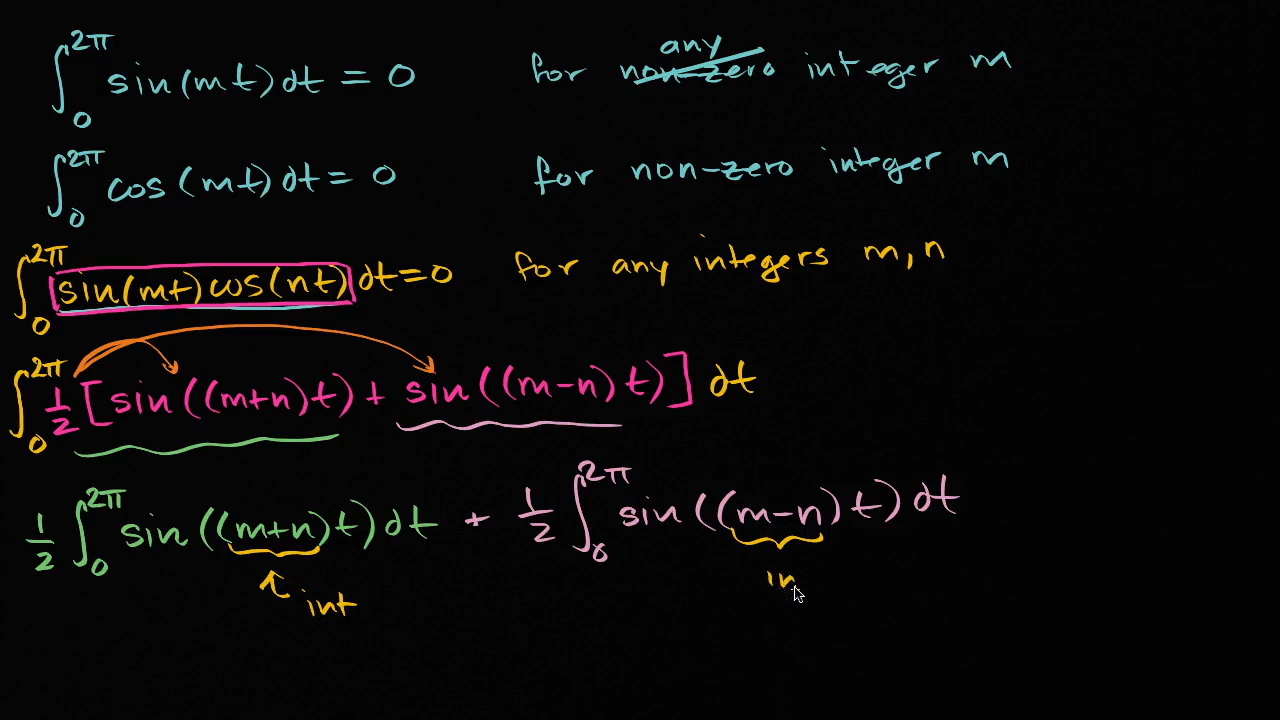 ∫₀^2π sin(mt)dt = 0 for any non-zero integer m
∫₀^2π cos(mt)dt = 0 for non-zero integer m
∫₀^2π sin(mt)cos(nt)dt=0 for any integers m,n
∫₀^2π 1/2 [sin((m+n)t) + sin((m-n)t)] dt
1/2 ∫₀^2π sin((m+n)t)dt + 1/2 ∫₀^2π sin((m-n)t)dt
int in